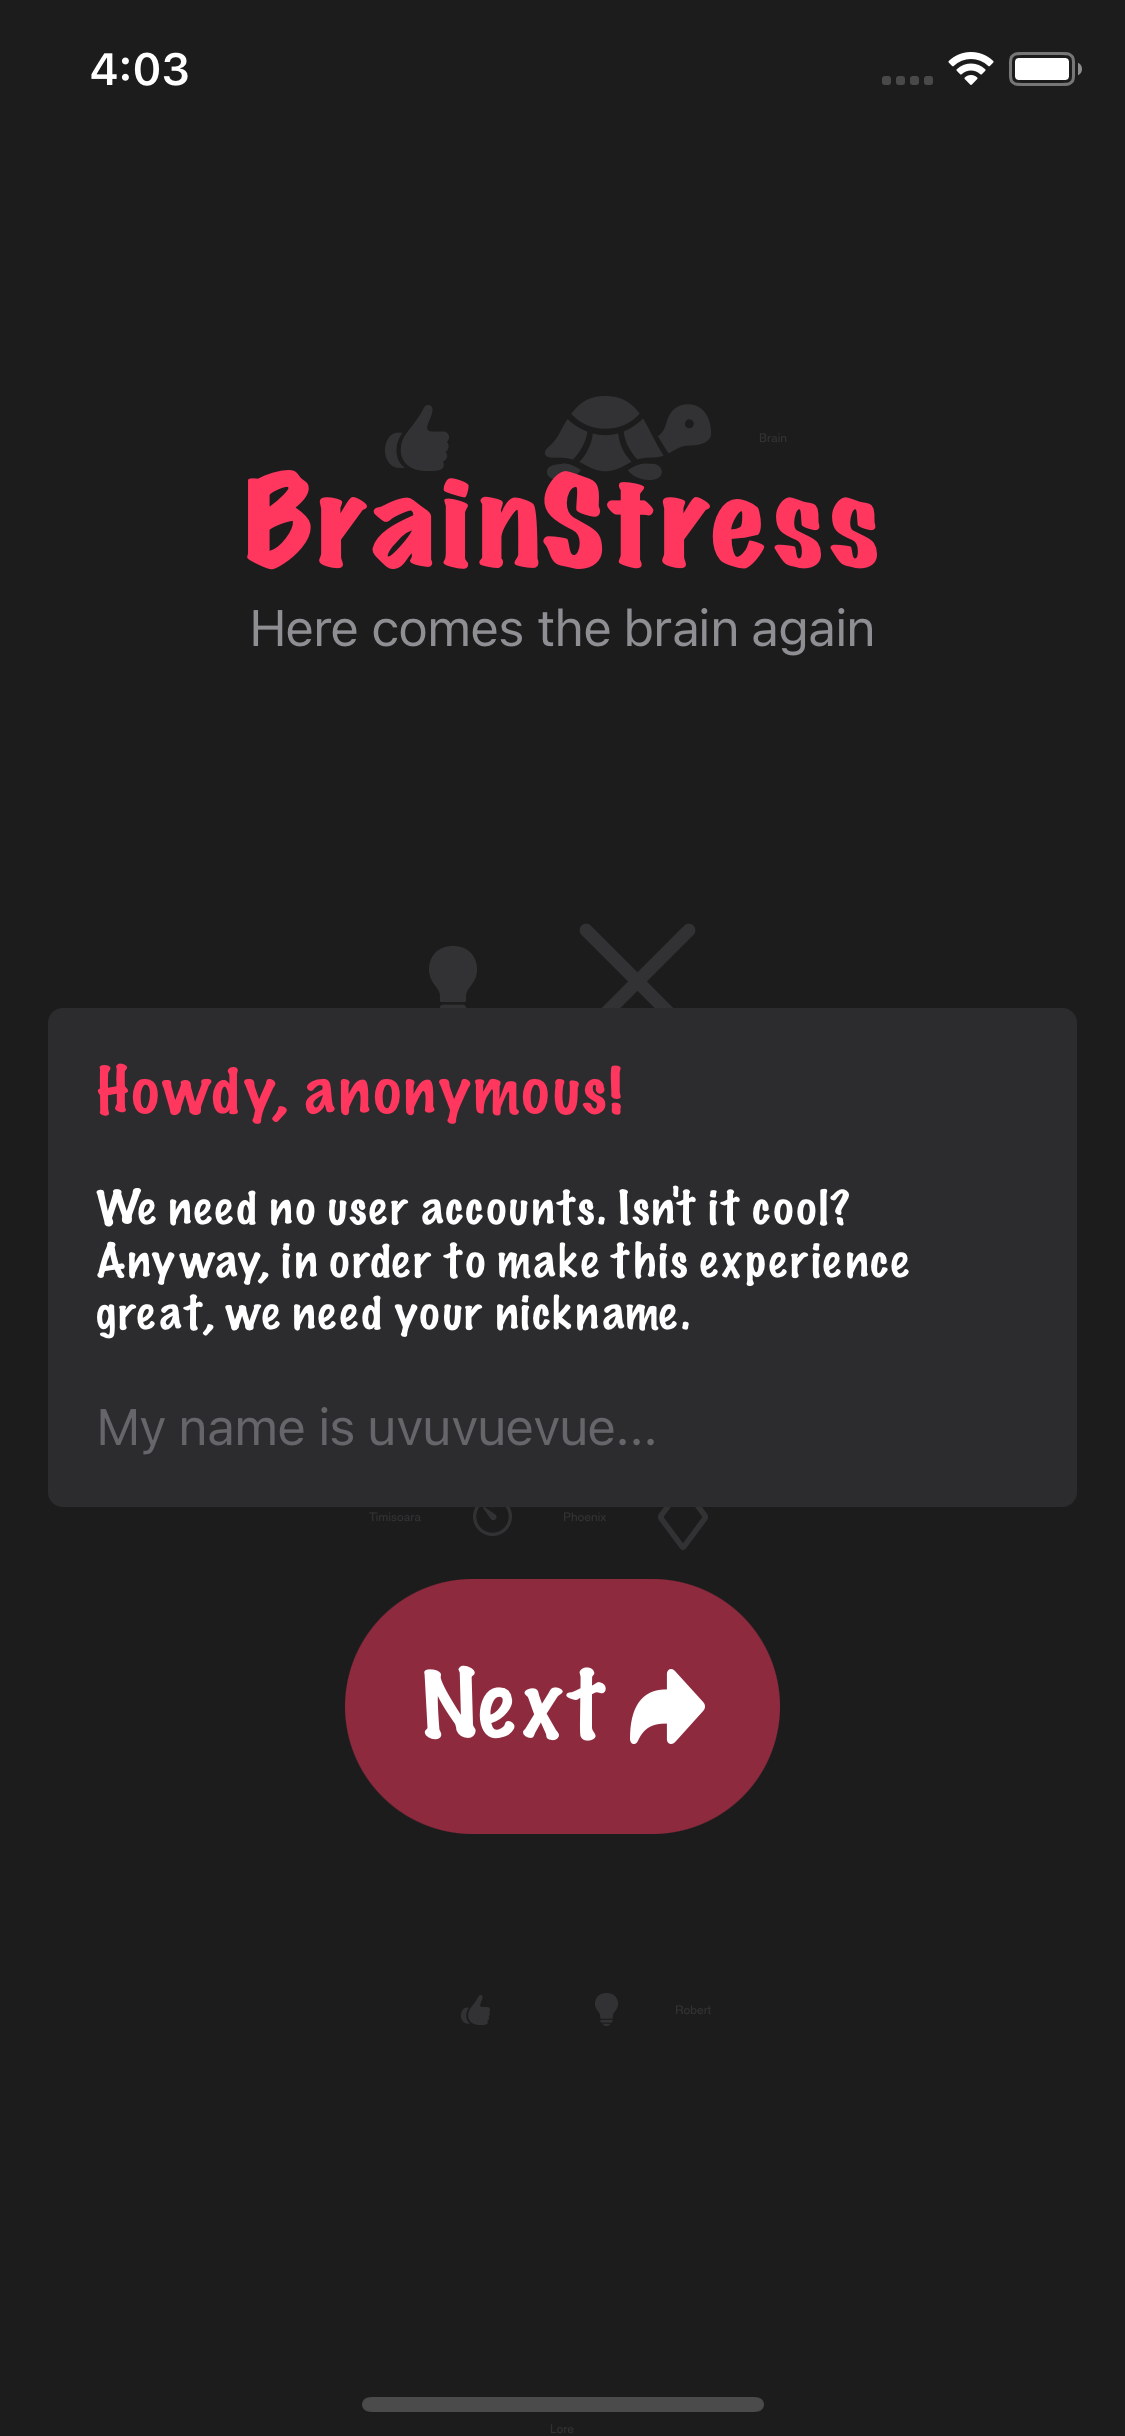 4:03
Brain
BrainStress
Here comes the brain again
Howdy, anonymous!
We need no user accounts. Isn't it cool?
Anyway, in order to make this experience
great, we need your nickname.
My name is uvuvuevue...
Timisoara
Phoenix
Next
Robert
Lore